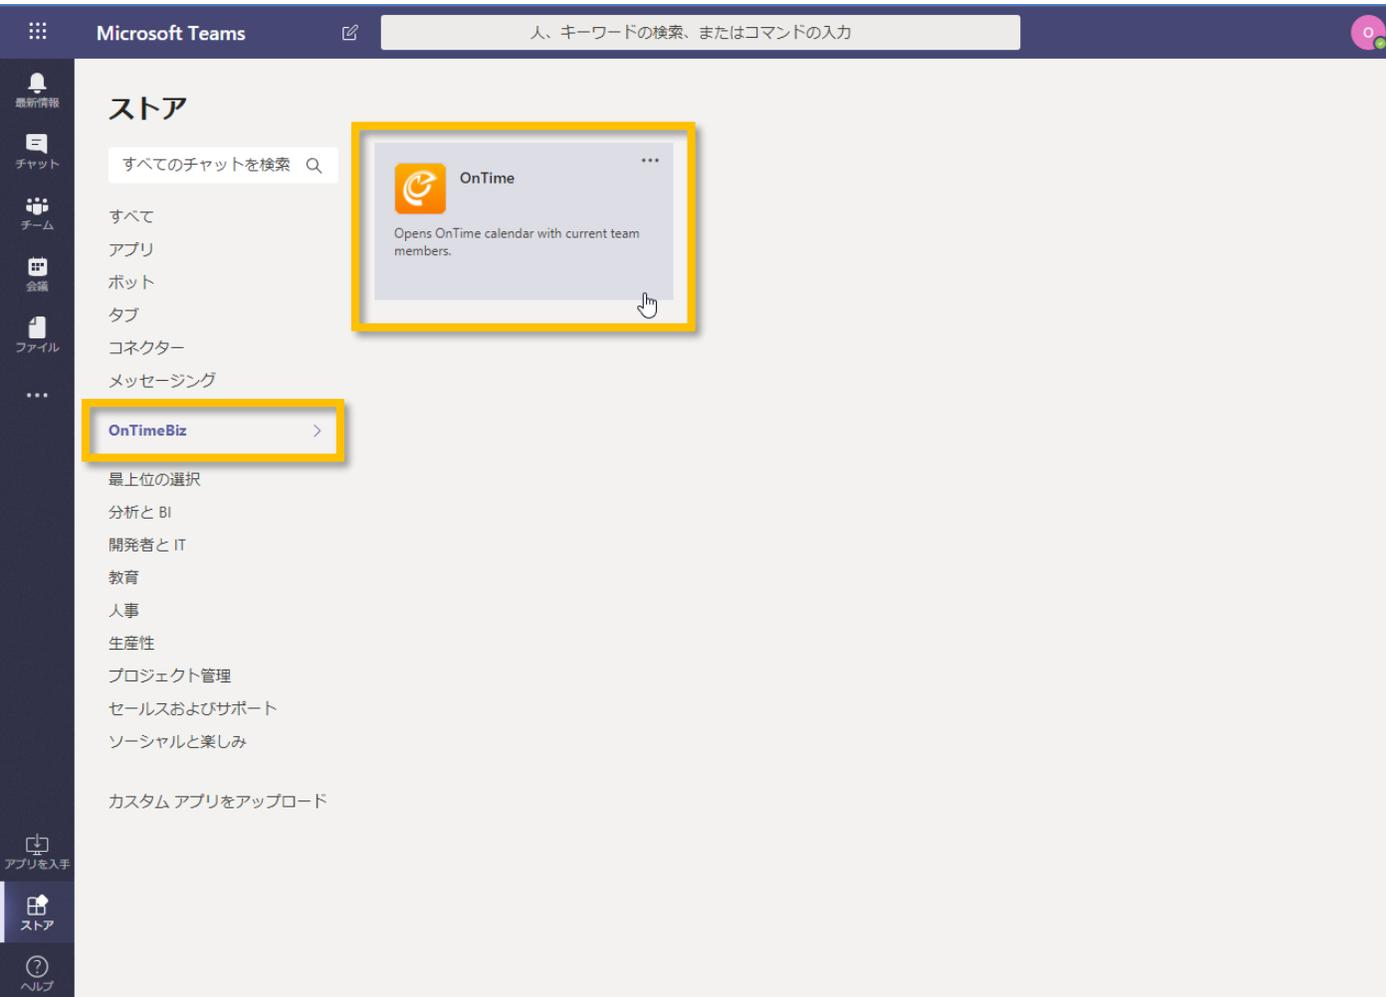 Microsoft Teams
人、キーワードの検索、またはコマンドの入力
O
最新情報
チャット
チーム
会議
ファイル
ストア
すべてのチャットを検索
すべて
アプリ
ボット
タブ
コネクター
メッセージング
OnTimeBiz
最上位の選択
分析と BI
開発者と IT
教育
人事
生産性
プロジェクト管理
セールスおよびサポート
ソーシャルと楽しみ
カスタム アプリをアップロード
OnTime
Opens OnTime calendar with current team
members.
アプリを入手
ストア
ヘルプ